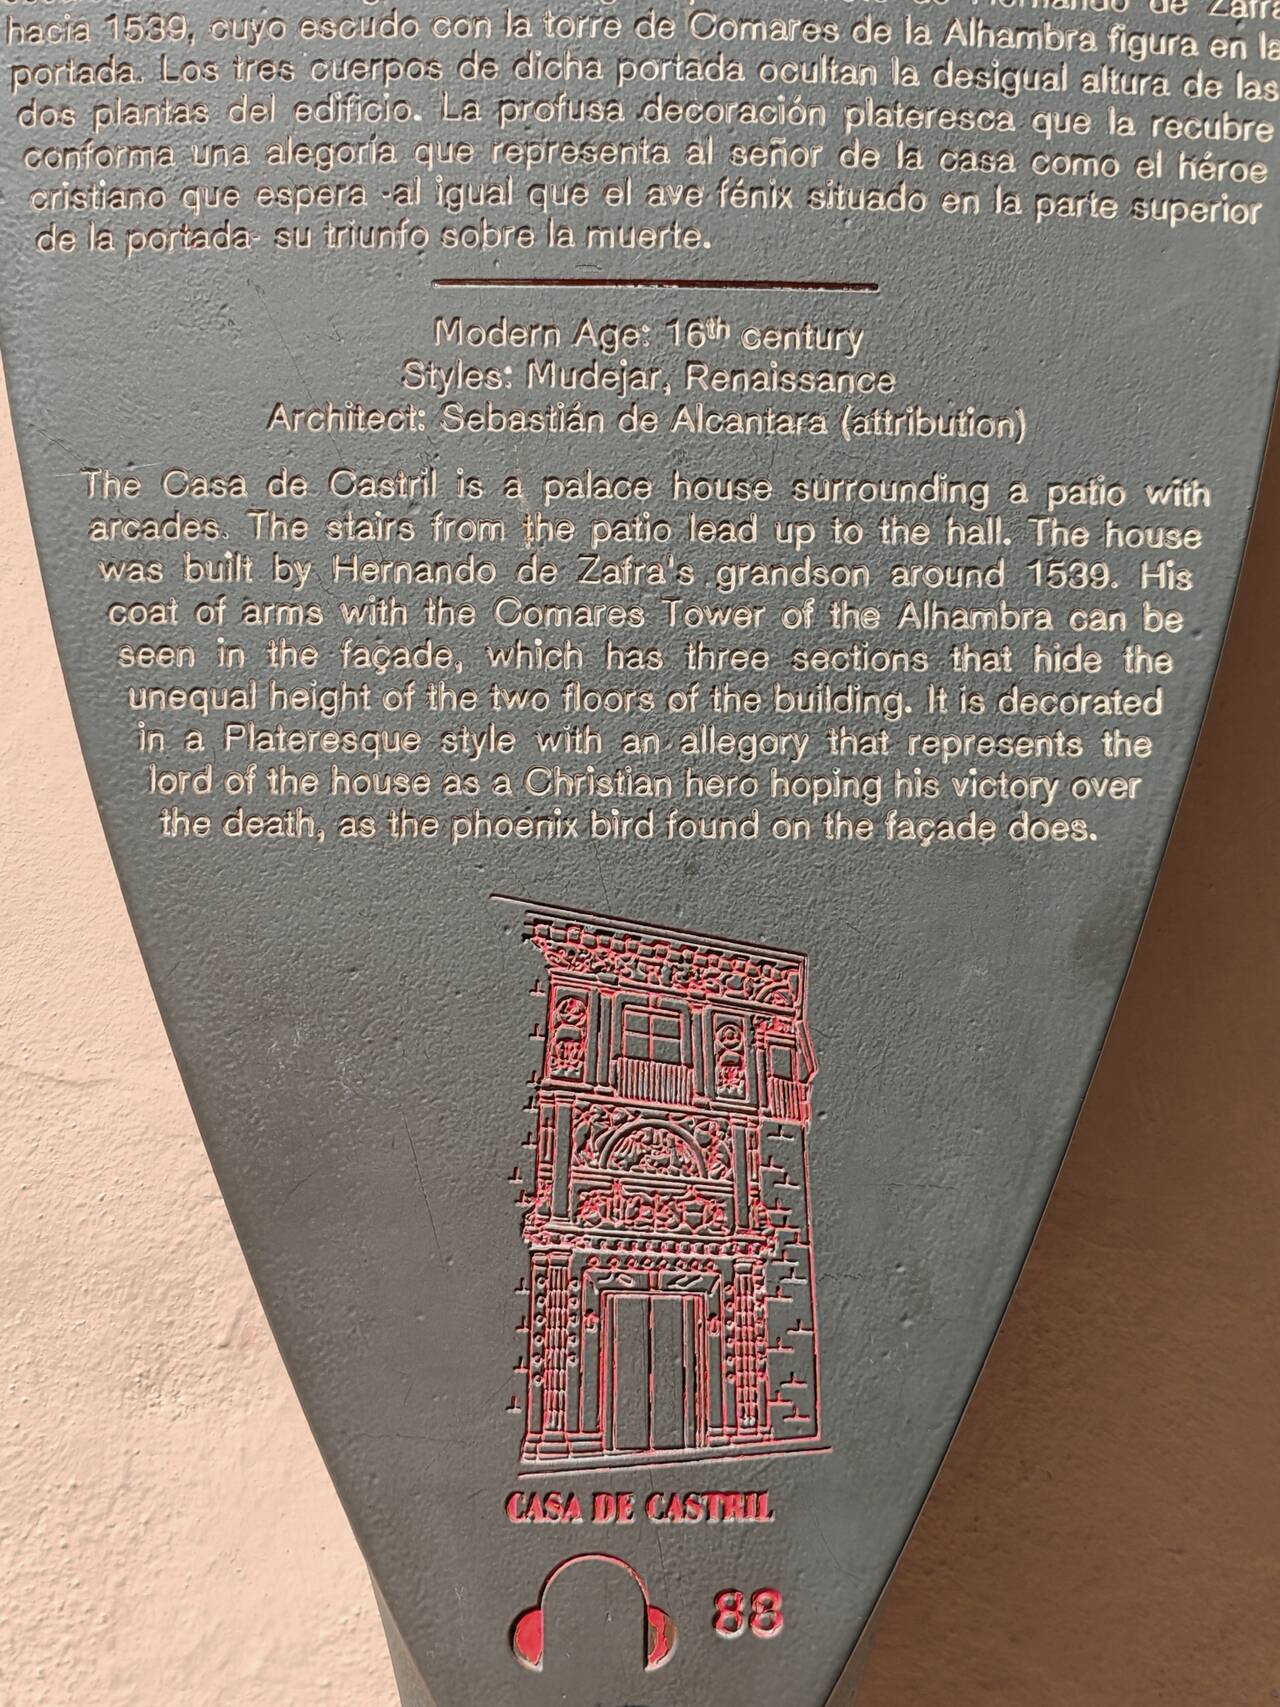 Hernando de Zafra
hacia 1539, cuyo escudo con la torre de Comares de la Alhambra figura en la
portada. Los tres cuerpos de dicha portada ocultan la desigual altura de las
dos plantas del edificio. La profusa decoración plateresca que la recubre
conforma una alegoría que representa al señor de la casa como el héroe
cristiano que espera -al igual que el ave fénix situado en la parte superior
de la portada- su triunfo sobre la muerte.
Modern Age: 16th century
Styles: Mudejar, Renaissance
Architect: Sebastián de Alcantara (attribution)
The Casa de Castril is a palace house surrounding a patio with
arcades. The stairs from the patio lead up to the hall. The house
was built by Hernando de Zafra's grandson around 1539. His
coat of arms with the Comares Tower of the Alhambra can be
seen in the façade, which has three sections that hide the
unequal height of the two floors of the building. It is decorated
in a Plateresque style with an allegory that represents the
lord of the house as a Christian hero hoping his victory over
the death, as the phoenix bird found on the façade does.
CASA DE CASTRIL
88